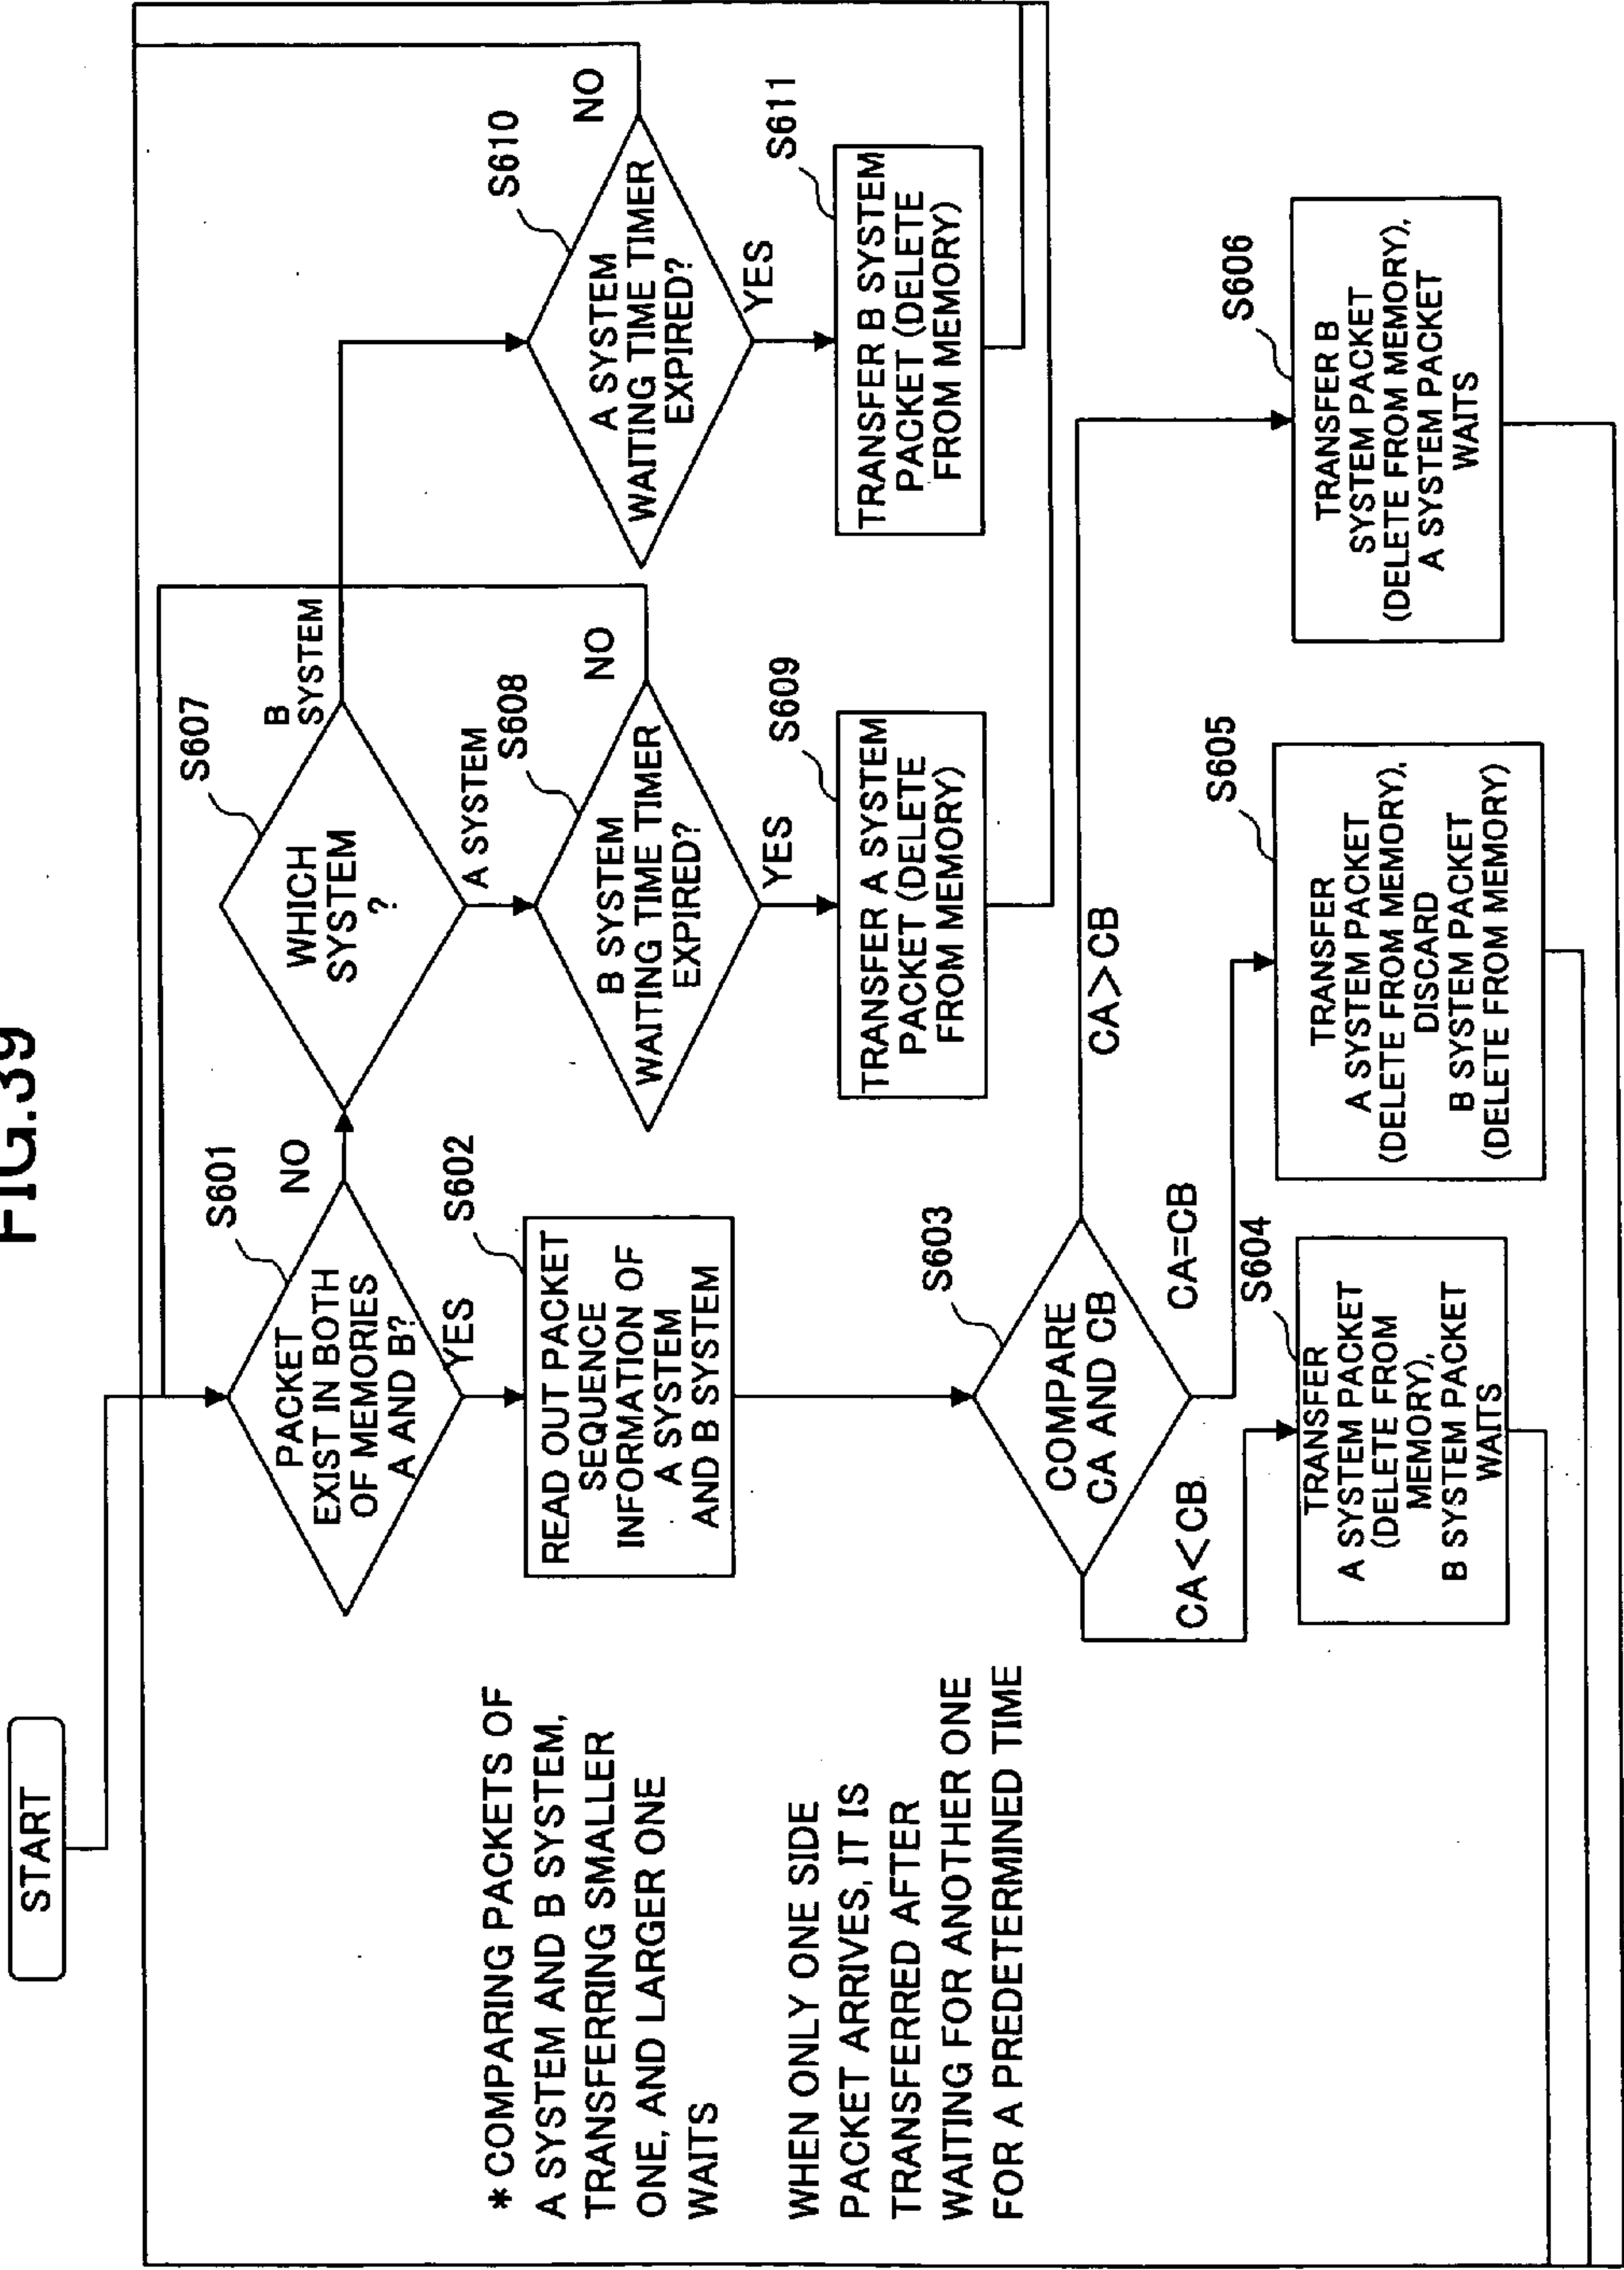 FIG.39
START
S601
PACKET
EXIST IN BOTH
OF MEMORIES
A AND B?
NO
YES
S602
READ OUT PACKET
SEQUENCE
INFORMATION OF
A SYSTEM
AND B SYSTEM
S603
COMPARE
CA AND CB
CA<CB
CA=CB
CA>CB
S604
TRANSFER
A SYSTEM PACKET
(DELETE FROM
MEMORY),
B SYSTEM PACKET
WAITS
S605
TRANSFER
A SYSTEM PACKET
(DELETE FROM MEMORY),
DISCARD
B SYSTEM PACKET
(DELETE FROM MEMORY)
S606
TRANSFER B
SYSTEM PACKET
(DELETE FROM MEMORY),
A SYSTEM PACKET
WAITS
S607
WHICH
SYSTEM
?
B
SYSTEM
A SYSTEM
S608
B SYSTEM
WAITING TIME TIMER
EXPIRED?
NO
YES
S609
TRANSFER A SYSTEM
PACKET (DELETE
FROM MEMORY)
S610
A SYSTEM
WAITING TIME TIMER
EXPIRED?
NO
YES
S611
TRANSFER B SYSTEM
PACKET (DELETE
FROM MEMORY)
* COMPARING PACKETS OF
A SYSTEM AND B SYSTEM,
TRANSFERRING SMALLER
ONE, AND LARGER ONE
WAITS
WHEN ONLY ONE SIDE
PACKET ARRIVES, IT IS
TRANSFERRED AFTER
WAITING FOR ANOTHER ONE
FOR A PREDETERMINED TIME